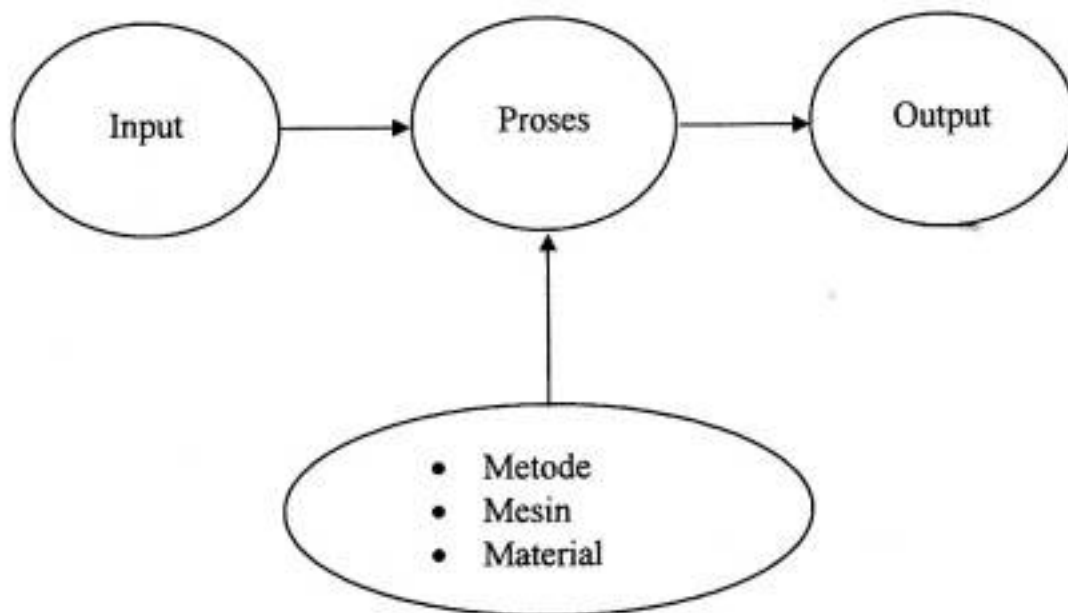 Input
Proses
Output
• Metode
• Mesin
• Material